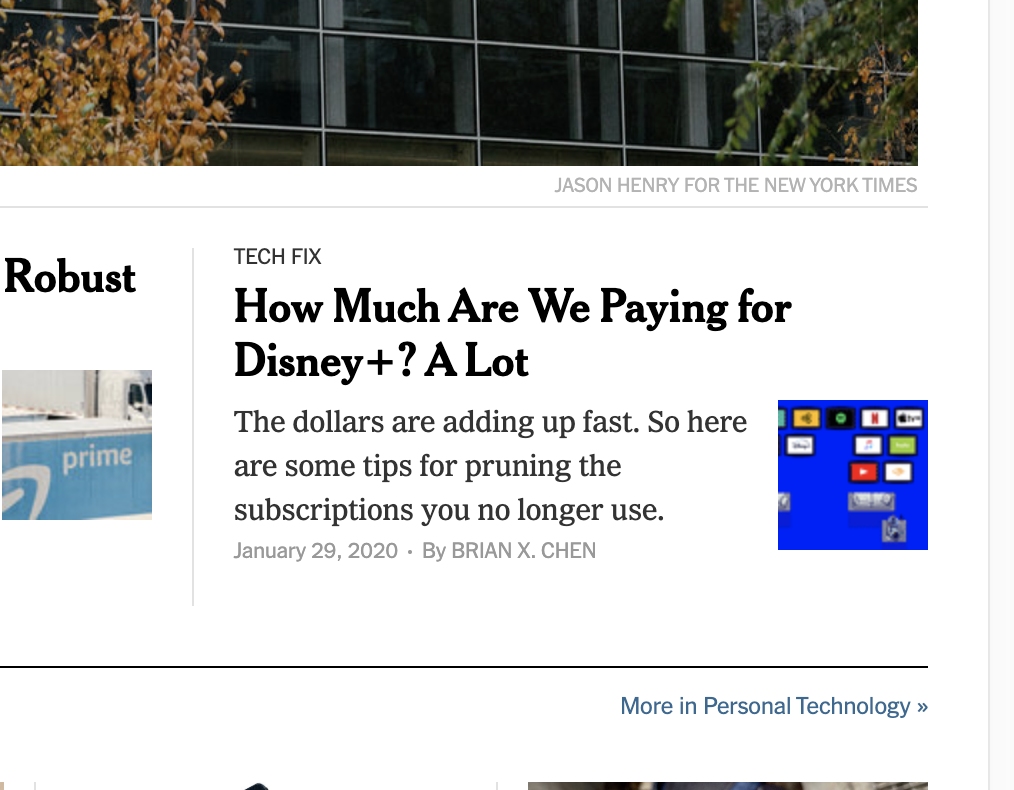 JASON HENRY FOR THE NEW YORK TIMES
Robust
prime
TECH FIX
How Much Are We Paying for
Disney+? A Lot
The dollars are adding up fast. So here
are some tips for pruning the
subscriptions you no longer use.
January 29, 2020 · By BRIAN X. CHEN
More in Personal Technology »